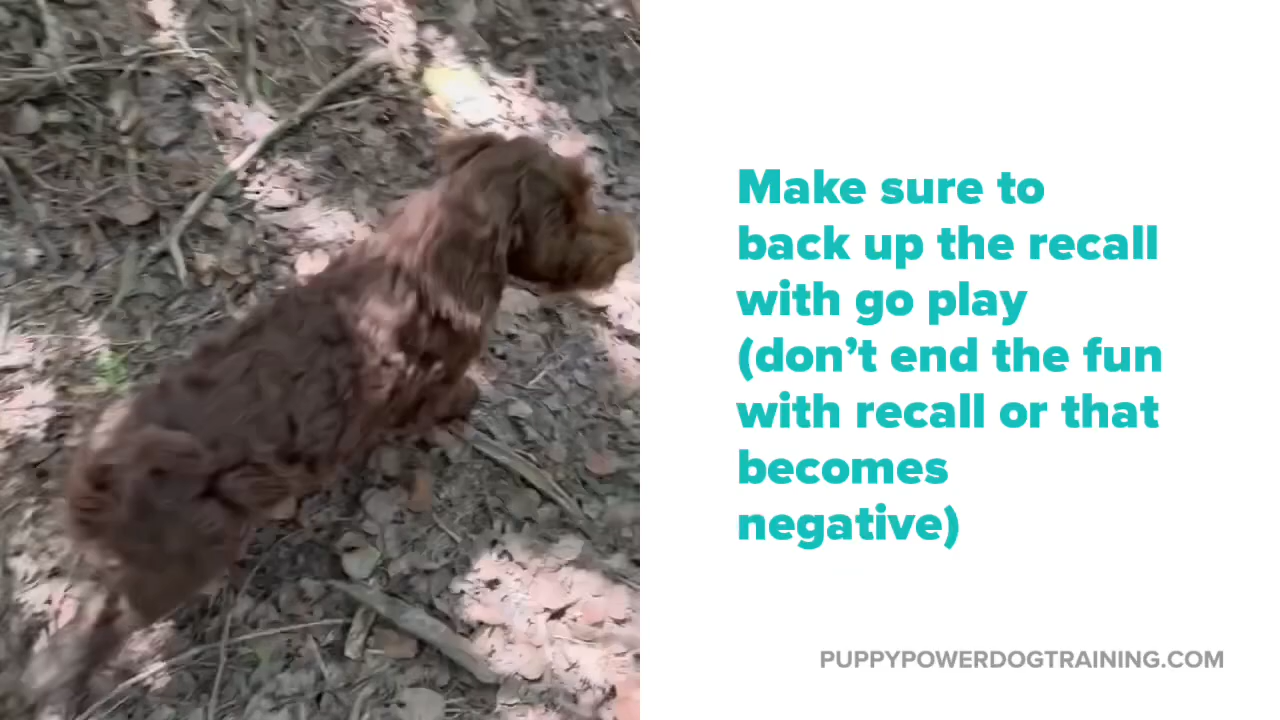 Make sure to
back up the recall
with go play
(don’t end the fun
with recall or that
becomes
negative)
PUPPYPOWERDOGTRAINING.COM